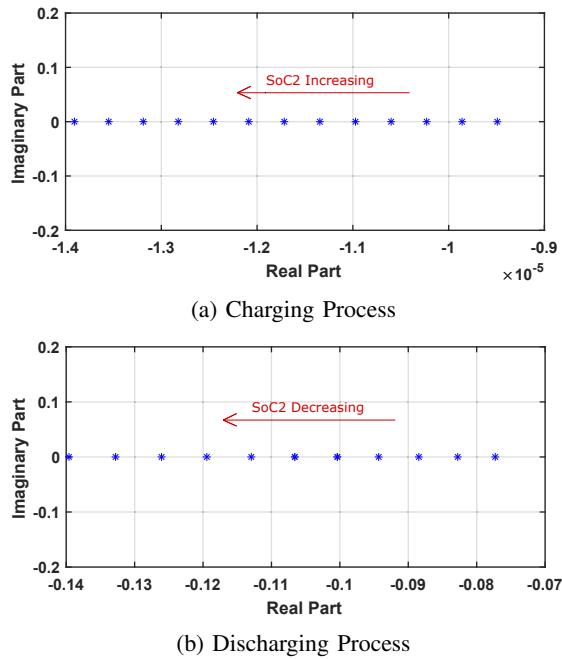 0.2
0.1
0
-0.1
-0.2
Imaginary Part
SoC2 Increasing
-1.4 -1.3 -1.2 -1.1 -1 -0.9
Real Part
×10⁻⁵
(a) Charging Process
0.2
0.1
0
-0.1
-0.2
Imaginary Part
SoC2 Decreasing
-0.14 -0.13 -0.12 -0.11 -0.1 -0.09 -0.08 -0.07
Real Part
(b) Discharging Process